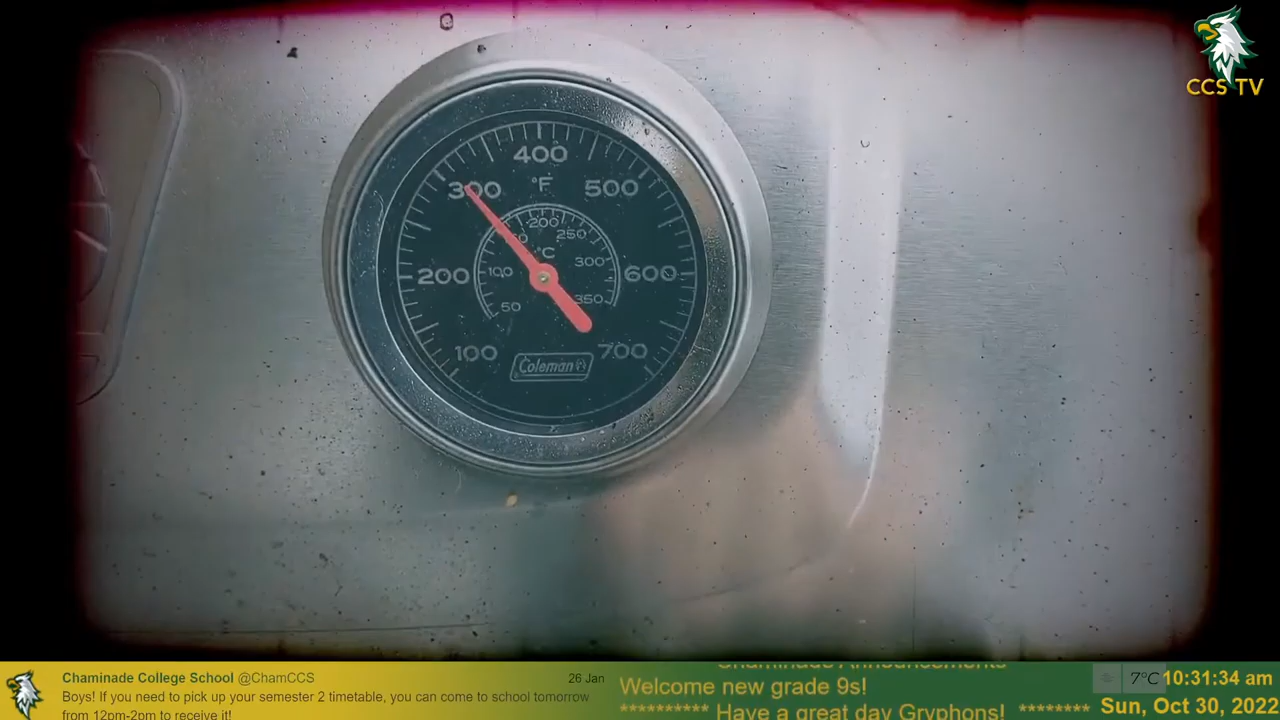 CCS TV
400
°F
300
500
200
250
°C
100
300
200
600
50
350
100
700
Coleman
Chaminade College School @ChamCCS
26 Jan
Boys! If you need to pick up your semester 2 timetable, you can come to school tomorrow
from 12pm-2pm to receive it!
Chaminade Announcements
Welcome new grade 9s!
********** Have a great day Gryphons! ********
7°C
10:31:34 am
Sun, Oct 30, 2022